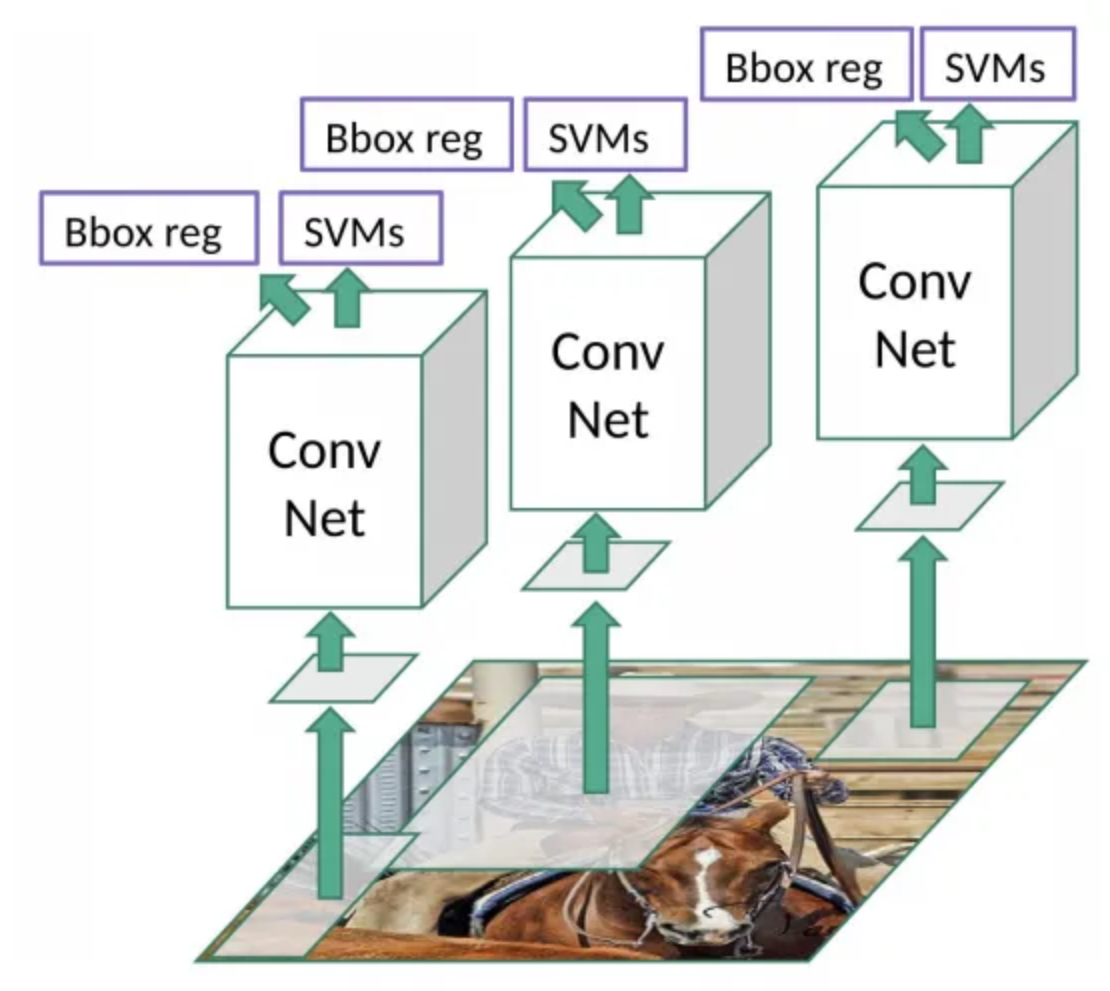 Bbox reg
SVMs
Bbox reg
SVMs
Bbox reg
SVMs
Conv
Net
Conv
Net
Conv
Net